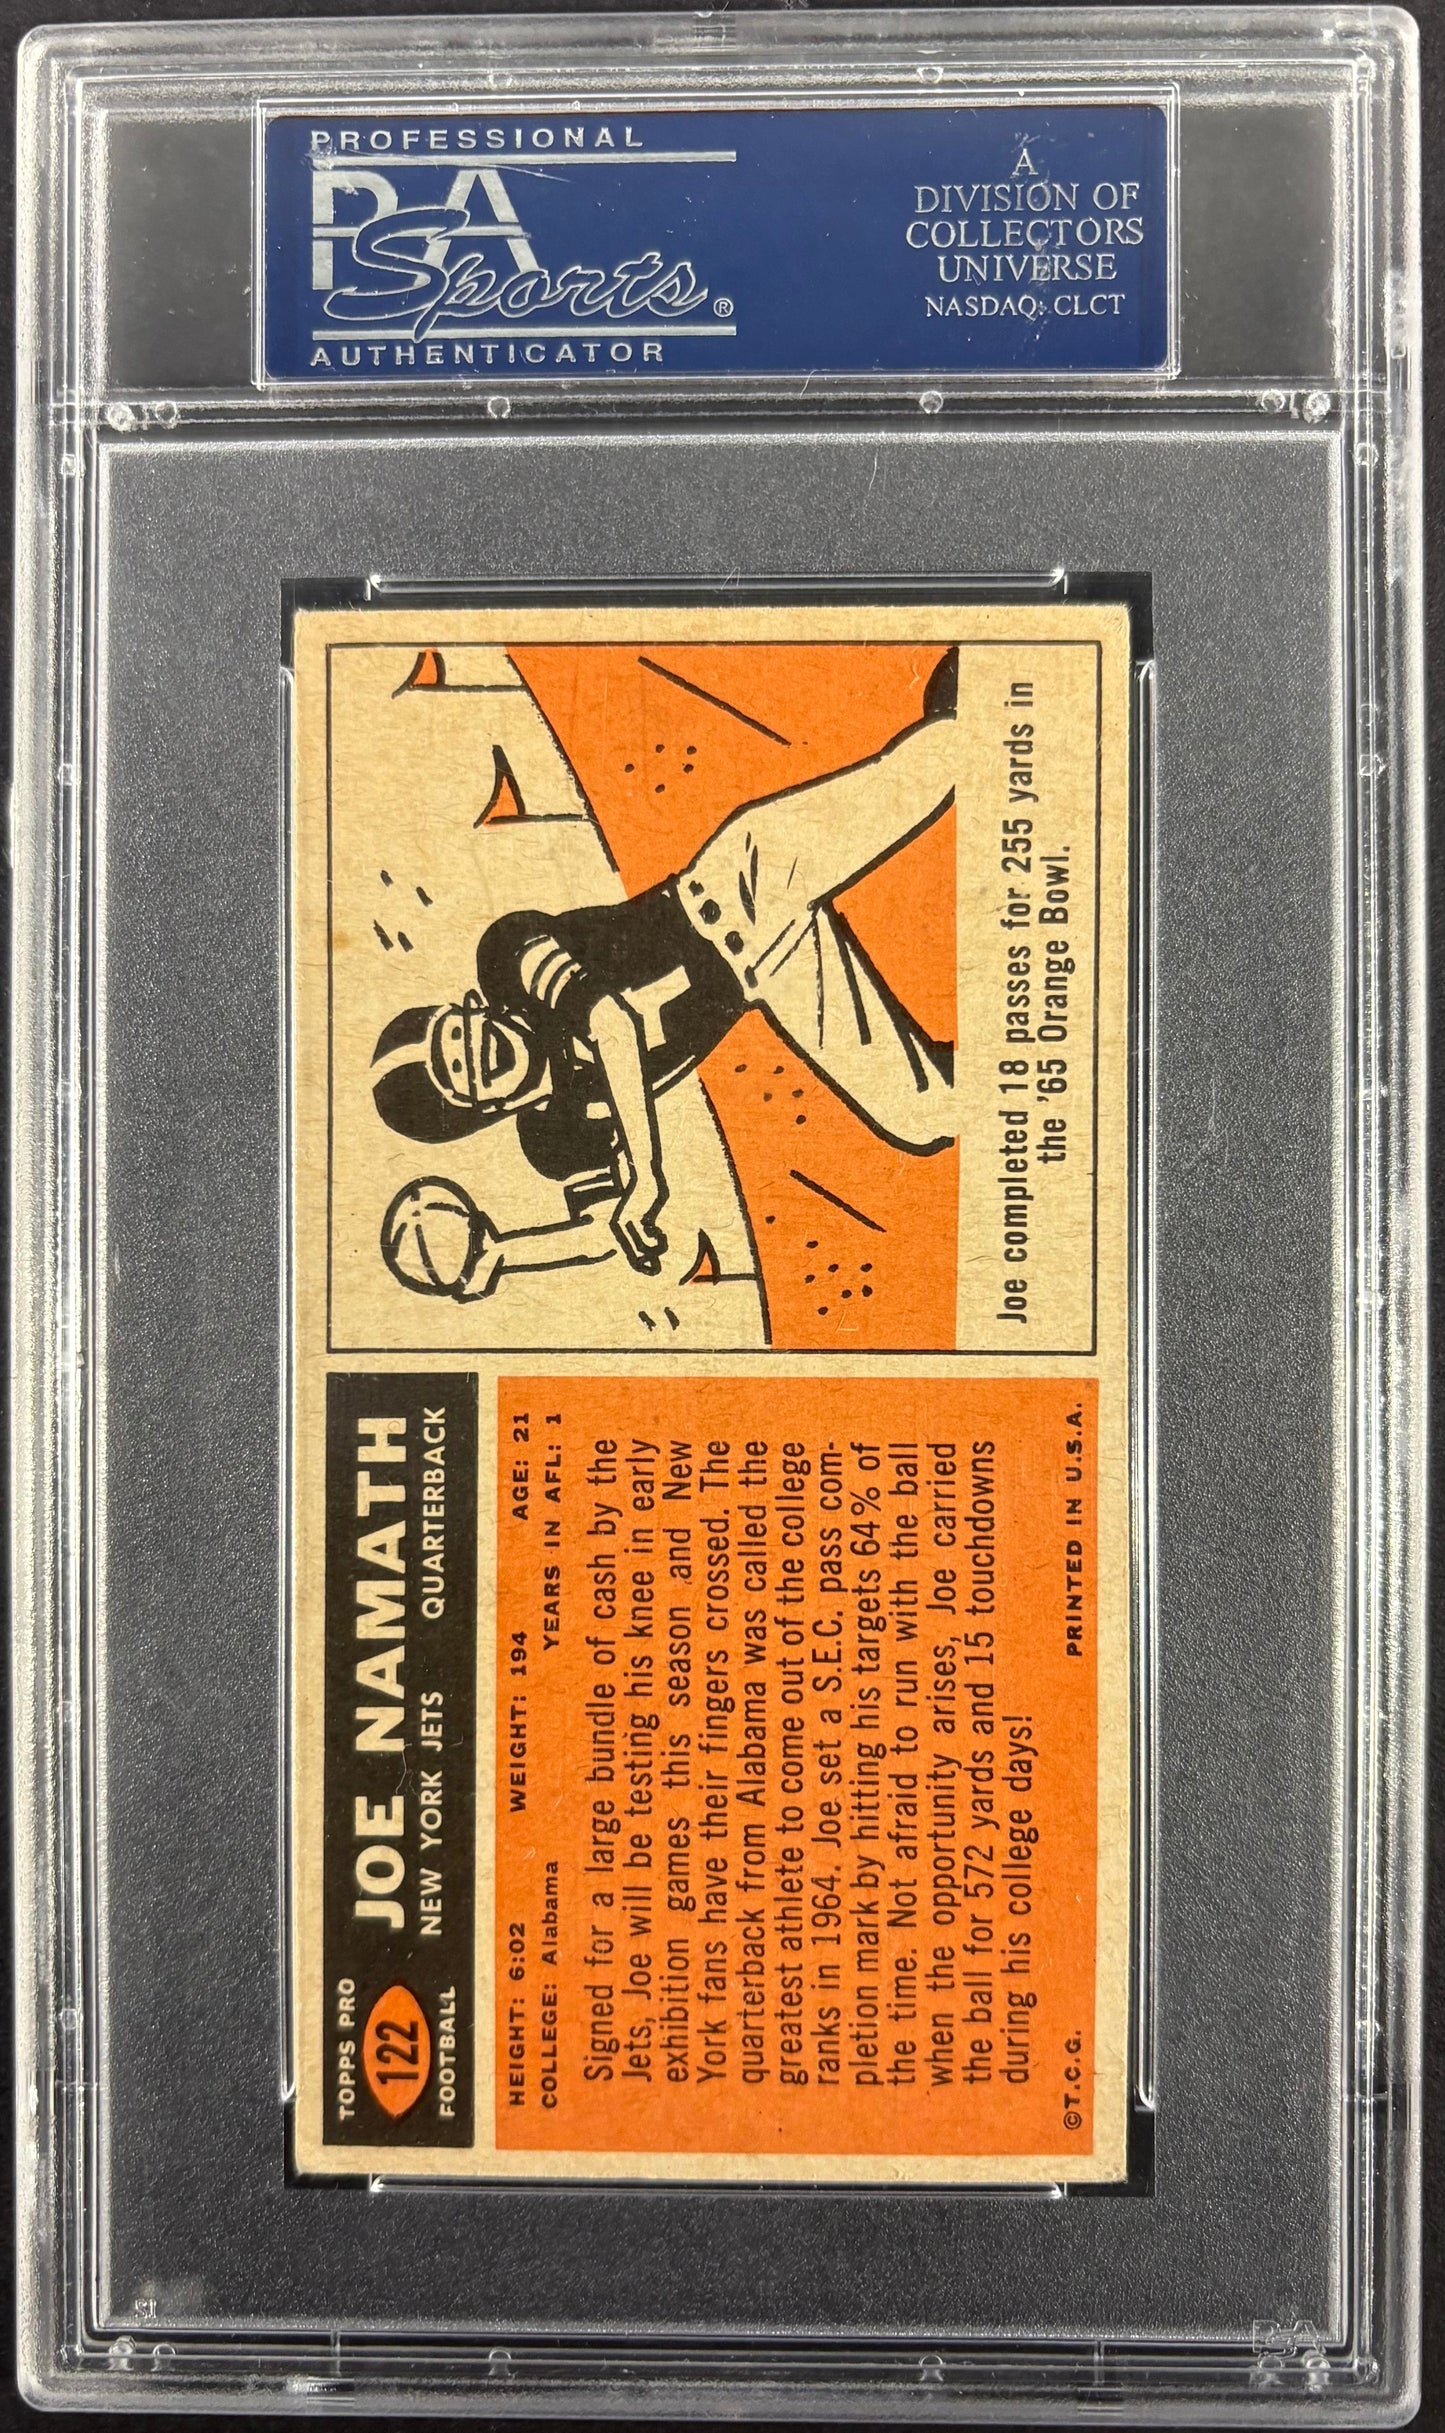 PROFESSIONAL
PSA
Sports®
AUTHENTICATOR
A
DIVISION OF
COLLECTORS
UNIVERSE
NASDAQ: CLCT
TOPPS PRO
122
FOOTBALL
JOE NAMATH
NEW YORK JETS QUARTERBACK
HEIGHT: 6:02 WEIGHT: 194 AGE: 21
COLLEGE: Alabama YEARS IN AFL: 1
Signed for a large bundle of cash by the
Jets, Joe will be testing his knee in early
exhibition games this season and New
York fans have their fingers crossed. The
quarterback from Alabama was called the
greatest athlete to come out of the college
ranks in 1964. Joe set a S.E.C. pass com-
pletion mark by hitting his targets 64% of
the time. Not afraid to run with the ball
when the opportunity arises, Joe carried
the ball for 572 yards and 15 touchdowns
during his college days!
©T.C.G. PRINTED IN U.S.A.
Joe completed 18 passes for 255 yards in
the '65 Orange Bowl.
PSA